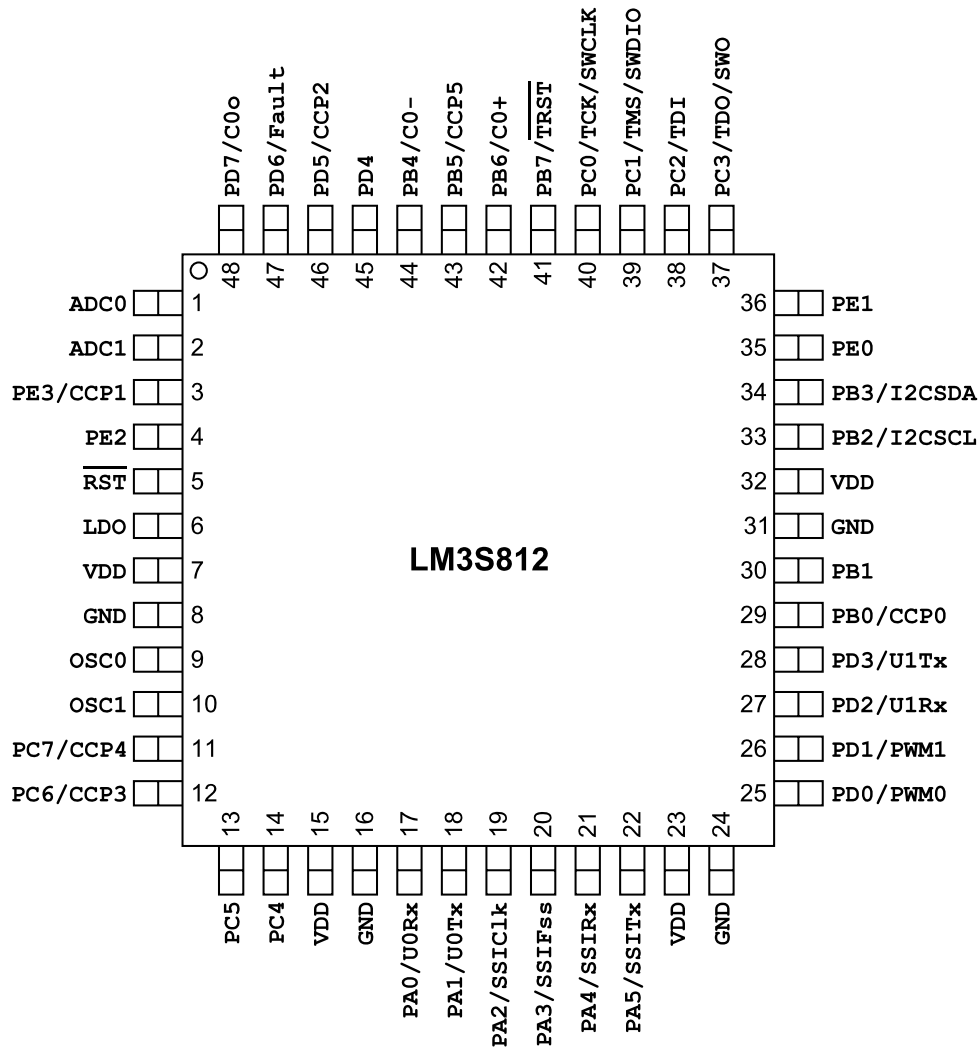 PD7/C0o
PD6/Fault
PD5/CCP2
PD4
PB4/C0-
PB5/CCP5
PB6/C0+
PB7/TRST
PC0/TCK/SWCLK
PC1/TMS/SWDIO
PC2/TDI
PC3/TDO/SWO
48 47 46 45 44 43 42 41 40 39 38 37
ADC0 1
ADC1 2
PE3/CCP1 3
PE2 4
RST 5
LDO 6
VDD 7
GND 8
OSC0 9
OSC1 10
PC7/CCP4 11
PC6/CCP3 12
LM3S812
36 PE1
35 PE0
34 PB3/I2CSDA
33 PB2/I2CSCL
32 VDD
31 GND
30 PB1
29 PB0/CCP0
28 PD3/U1Tx
27 PD2/U1Rx
26 PD1/PWM1
25 PD0/PWM0
13 14 15 16 17 18 19 20 21 22 23 24
PC5
PC4
VDD
GND
PA0/U0Rx
PA1/U0Tx
PA2/SSIClk
PA3/SSIFss
PA4/SSIRx
PA5/SSITx
VDD
GND